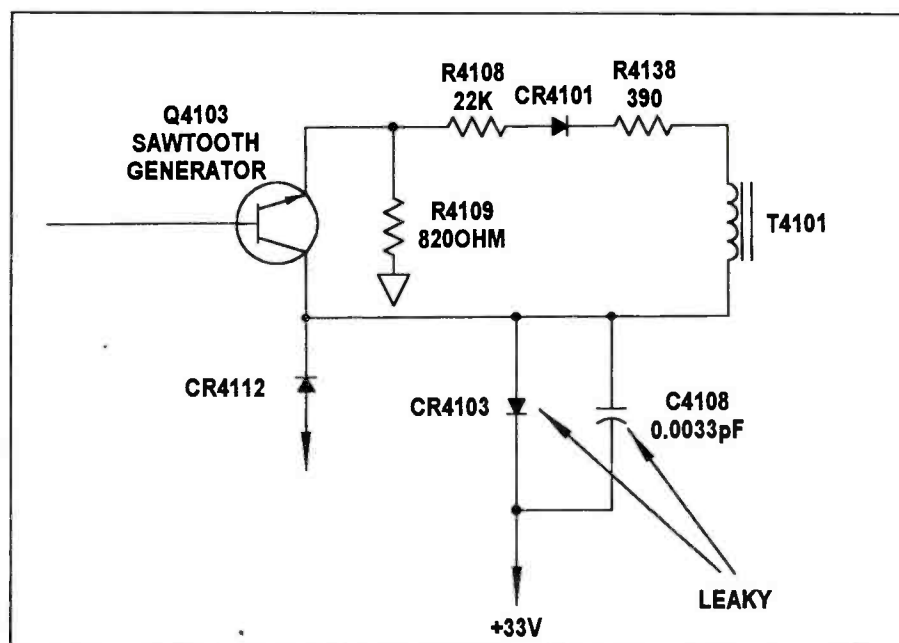 R4108
22K
CR4101
R4138
390
Q4103
SAWTOOTH
GENERATOR
R4109
820OHM
T4101
CR4112
CR4103
C4108
0.0033pF
LEAKY
+33V